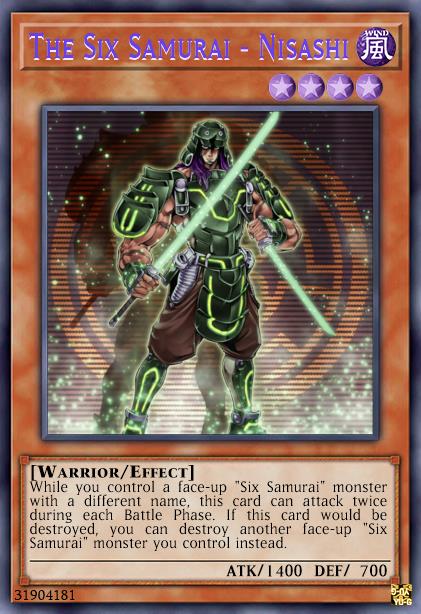 The Six Samurai - Nisashi
WIND
風
[Warrior/Effect]
While you control a face-up "Six Samurai" monster
with a different name, this card can attack twice
during each Battle Phase. If this card would be
destroyed, you can destroy another face-up "Six
Samurai" monster you control instead.
ATK/1400 DEF/ 700
31904181